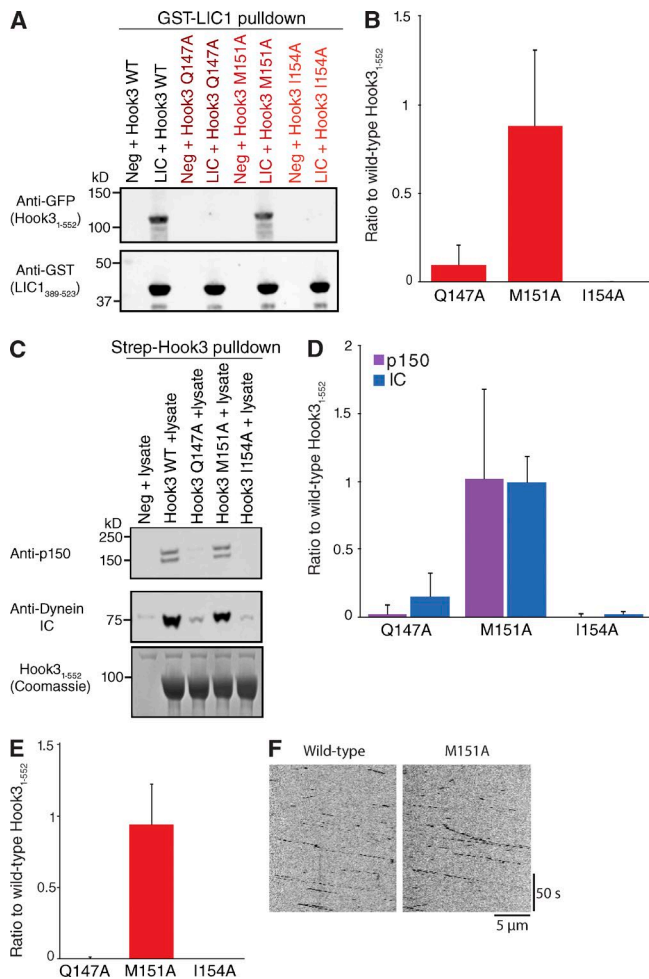 A
GST-LIC1 pulldown
Neg + Hook3 WT
LIC + Hook3 WT
Neg + Hook3 Q147A
LIC + Hook3 Q147A
Neg + Hook3 M151A
LIC + Hook3 M151A
Neg + Hook3 I154A
LIC + Hook3 I154A
kD
150
100
Anti-GFP
(Hook3₁₋₅₅₂)
50
37
Anti-GST
(LIC1₃₈₉₋₅₂₃)
B
Ratio to wild-type Hook3₁₋₅₅₂
1
0.5
0
Q147A M151A I154A
C
Strep-Hook3 pulldown
Neg + lysate
Hook3 WT +lysate
Hook3 Q147A +lysate
Hook3 M151A + lysate
Hook3 I154A + lysate
kD
250
150
Anti-p150
Anti-Dynein
IC
75
Hook3₁₋₅₅₂
(Coomassie)
100
D
p150
IC
Ratio to wild-type Hook3₁₋₅₅₂
2
1.5
1
0.5
0
Q147A M151A I154A
E
Ratio to wild-type Hook3₁₋₅₅₂
1.5
1
0.5
0
Q147A M151A I154A
F
Wild-type M151A
50 s
5 µm